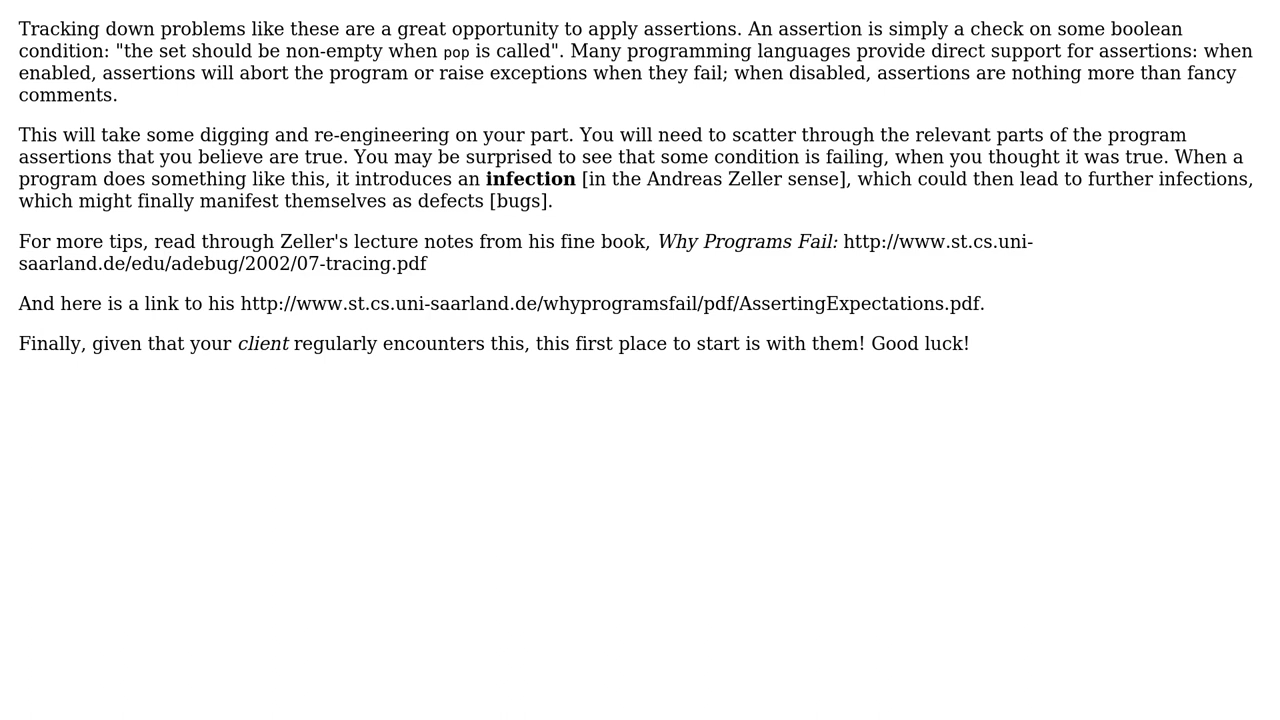 Tracking down problems like these are a great opportunity to apply assertions. An assertion is simply a check on some boolean
condition: "the set should be non-empty when pop is called". Many programming languages provide direct support for assertions: when
enabled, assertions will abort the program or raise exceptions when they fail; when disabled, assertions are nothing more than fancy
comments.
This will take some digging and re-engineering on your part. You will need to scatter through the relevant parts of the program
assertions that you believe are true. You may be surprised to see that some condition is failing, when you thought it was true. When a
program does something like this, it introduces an infection [in the Andreas Zeller sense], which could then lead to further infections,
which might finally manifest themselves as defects [bugs].
For more tips, read through Zeller's lecture notes from his fine book, Why Programs Fail: http://www.st.cs.uni-
saarland.de/edu/adebug/2002/07-tracing.pdf
And here is a link to his http://www.st.cs.uni-saarland.de/whyprogramsfail/pdf/AssertingExpectations.pdf.
Finally, given that your client regularly encounters this, this first place to start is with them! Good luck!